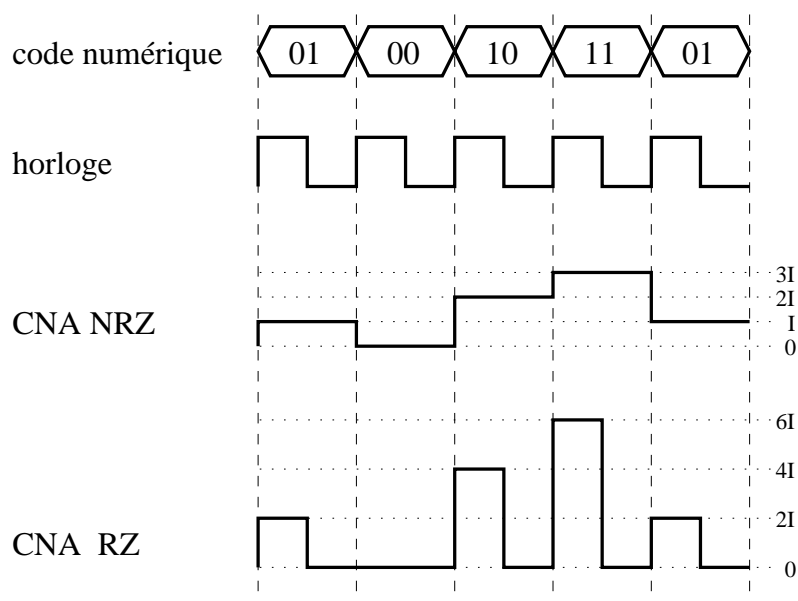 code numérique 01 00 10 11 01
horloge
3I
2I
CNA NRZ
I
0
6I
4I
2I
CNA RZ
0